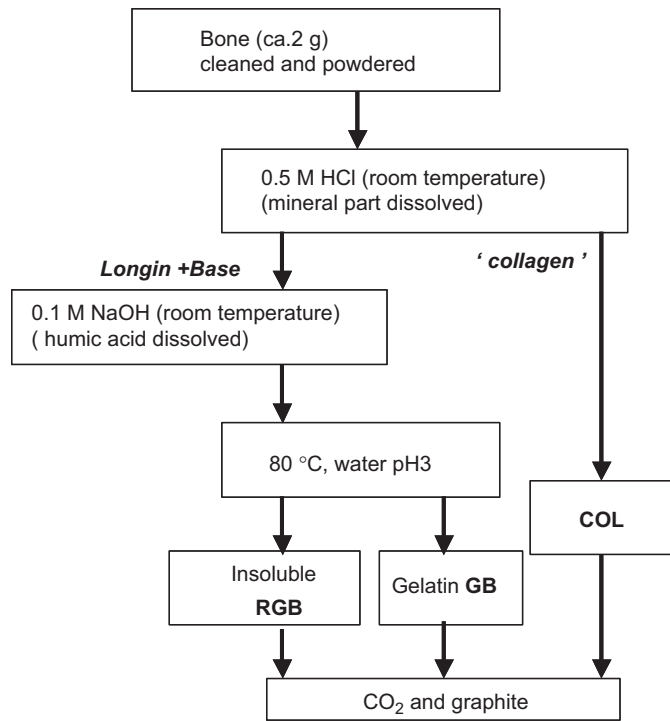 Bone (ca.2 g)
cleaned and powdered
0.5 M HCl (room temperature)
(mineral part dissolved)
Longin +Base
‘ collagen ’
0.1 M NaOH (room temperature)
( humic acid dissolved)
80 °C, water pH3
COL
Insoluble
RGB
Gelatin GB
CO₂ and graphite